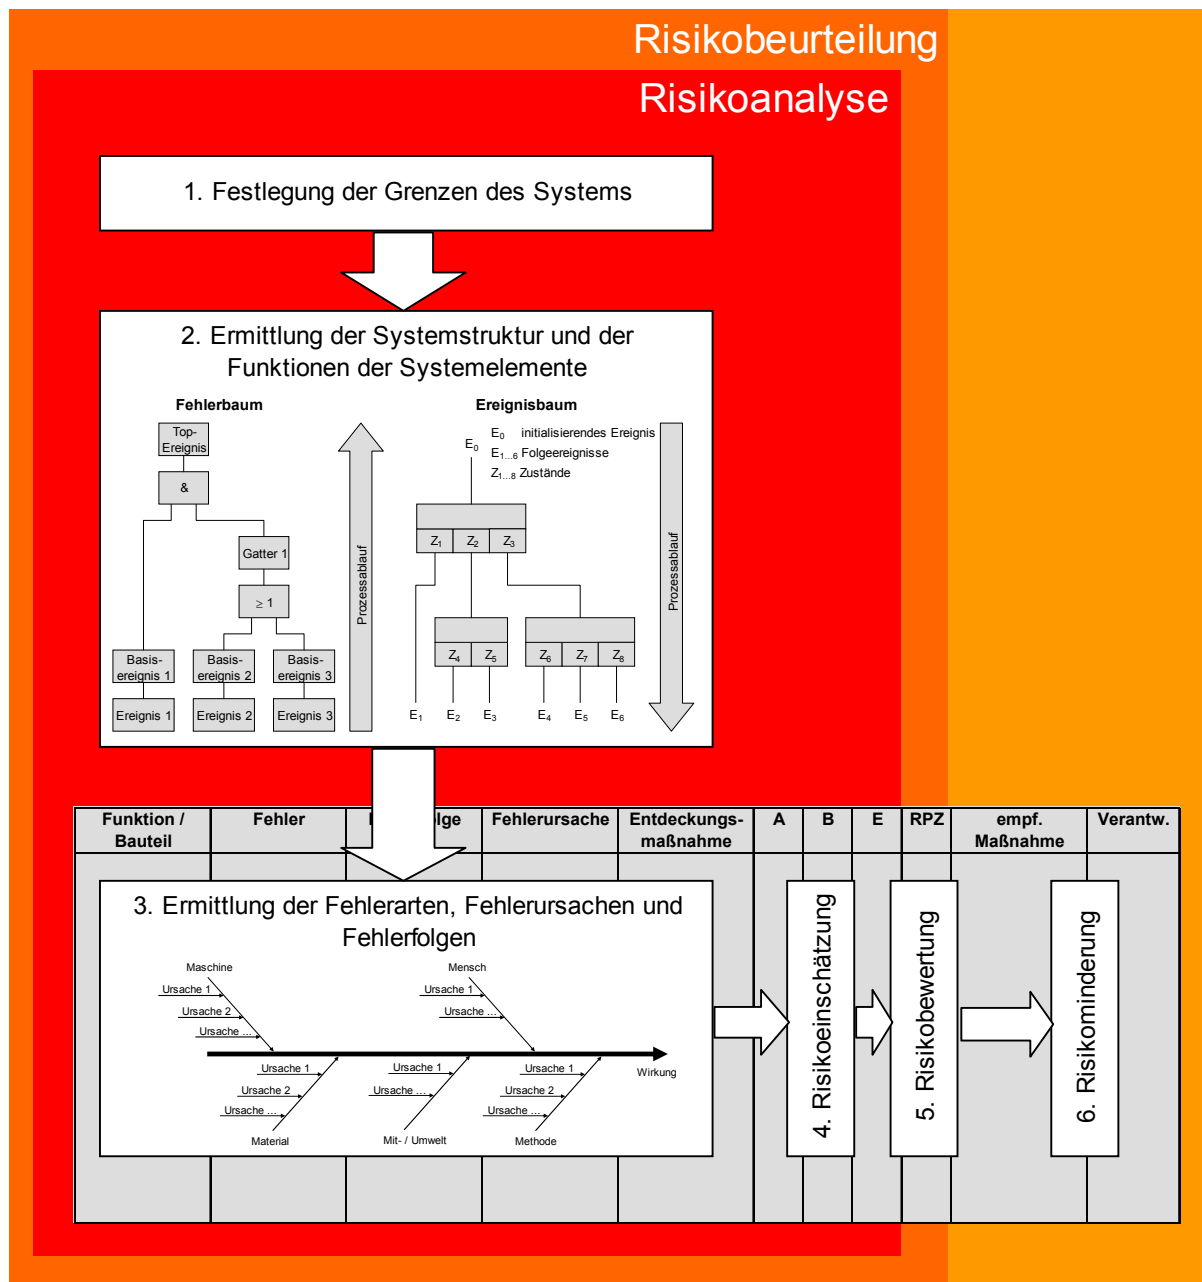 Risikobeurteilung
Risikoanalyse
1. Festlegung der Grenzen des Systems
2. Ermittlung der Systemstruktur und der
Funktionen der Systemelemente
Fehlerbaum
Top-
Ereignis
&
Gatter 1
≥ 1
Basis-
ereignis 1
Basis-
ereignis 2
Basis-
ereignis 3
Ereignis 1
Ereignis 2
Ereignis 3
Prozessablauf
Ereignisbaum
E0
E0 initialisierendes Ereignis
E1...6 Folgeereignisse
Z1...8 Zustände
Z1
Z2
Z3
Z4
Z5
Z6
Z7
Z8
E1
E2
E3
E4
E5
E6
Prozessablauf
Funktion /
Bauteil
Fehler
lge
Fehlerursache
Entdeckungs-
maßnahme
A
B
E
RPZ
empf.
Maßnahme
Verantw.
3. Ermittlung der Fehlerarten, Fehlerursachen und
Fehlerfolgen
Maschine
Ursache 1
Ursache 2
Ursache ...
Mensch
Ursache 1
Ursache ...
Wirkung
Ursache 1
Ursache 2
Ursache ...
Material
Ursache 1
Ursache ...
Mit- / Umwelt
Ursache 1
Ursache 2
Ursache ...
Methode
4. Risikoeinschätzung
5. Risikobewertung
6. Risikominderung